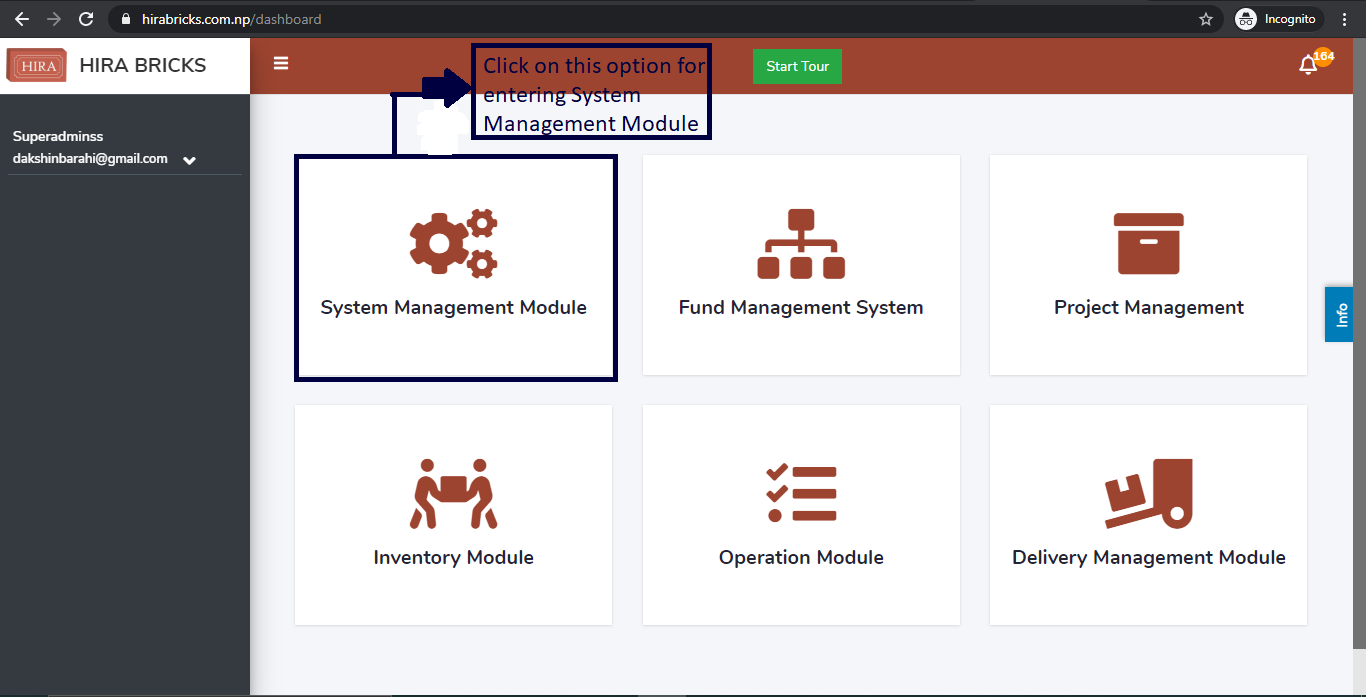 hirabricks.com.np/dashboard
Incognito
HIRA
HIRA BRICKS
Click on this option for
entering System
Management Module
Start Tour
164
Superadminss
dakshinbarahi@gmail.com
System Management Module
Fund Management System
Project Management
Info
Inventory Module
Operation Module
Delivery Management Module